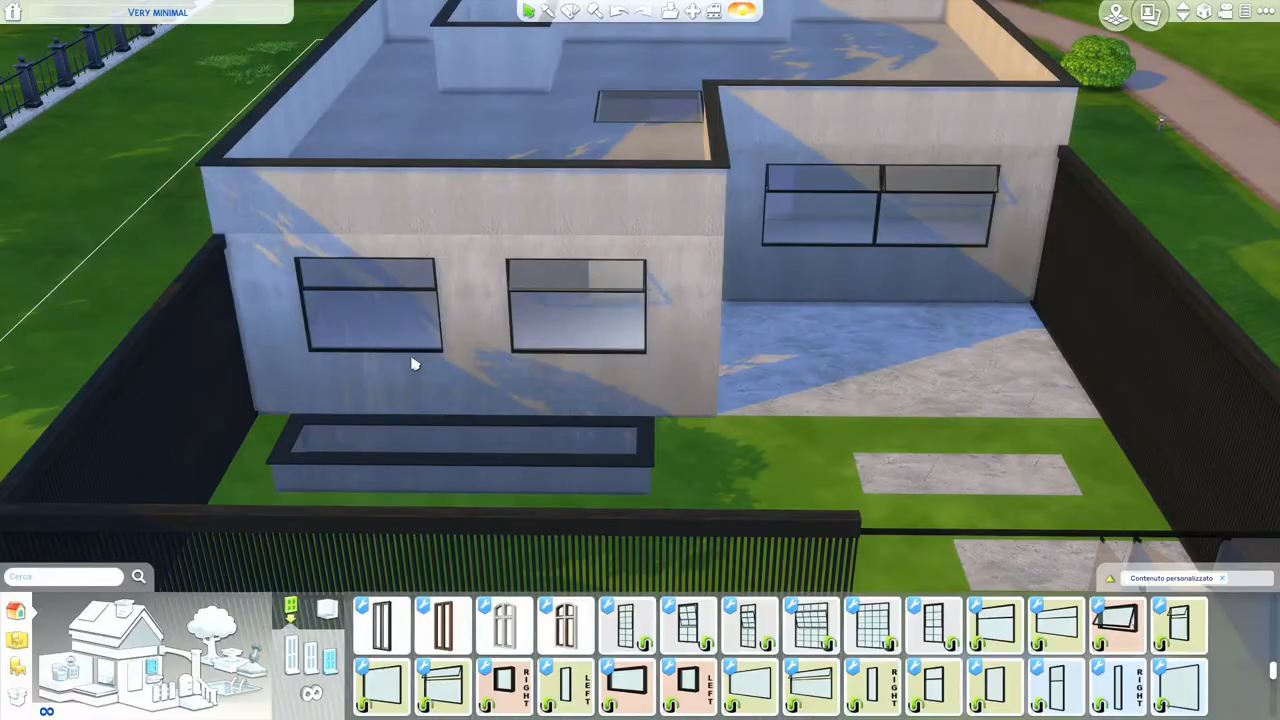 VERY MINIMAL
Cerca
Contenuto personalizzato
RIGHT
LEFT
LEFT
RIGHT
RIGHT